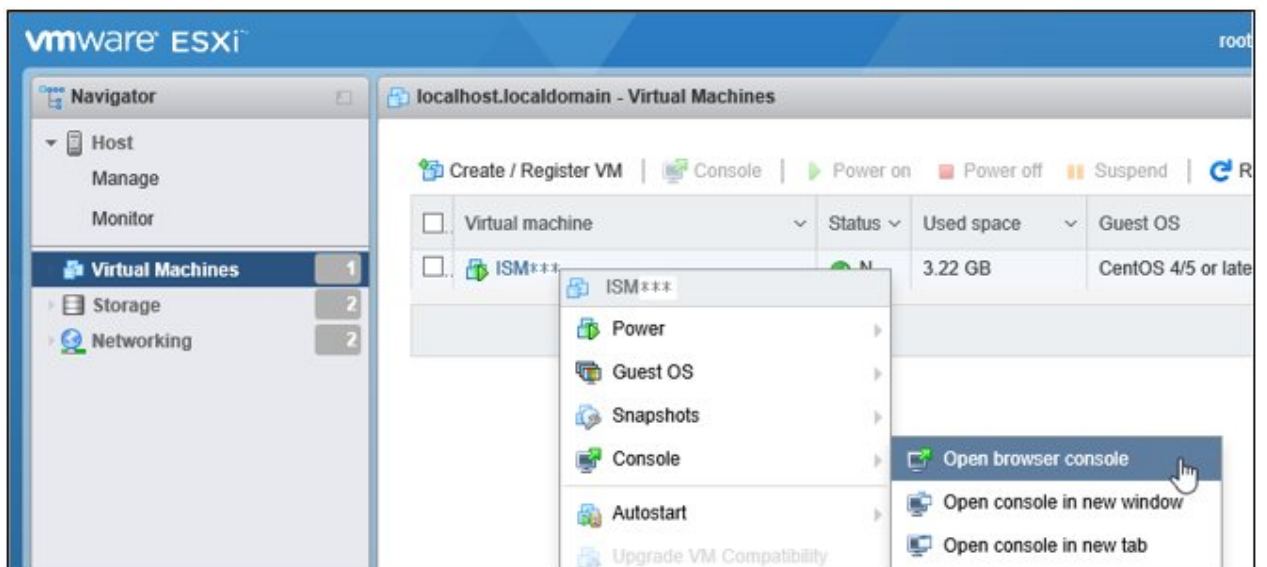 vmware ESXi™
root
Navigator
localhost.localdomain - Virtual Machines
Host
Manage
Monitor
Virtual Machines 1
Storage 2
Networking 2
Create / Register VM | Console | Power on Power off Suspend | R
Virtual machine Status Used space Guest OS
ISM*** N 3.22 GB CentOS 4/5 or late
ISM***
Power
Guest OS
Snapshots
Console
Autostart
Upgrade VM Compatibility
Open browser console
Open console in new window
Open console in new tab